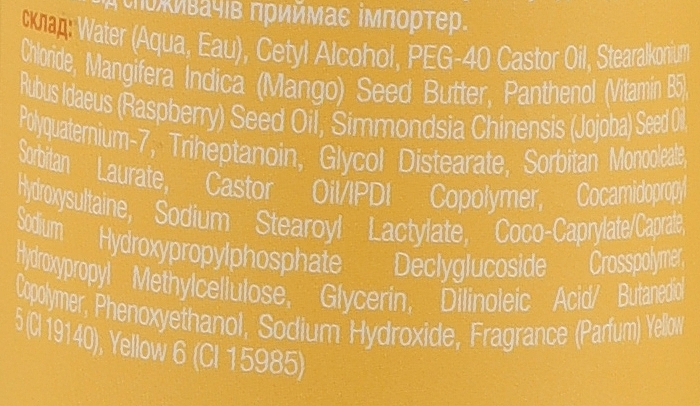 від споживачів приймає імпортер.
склад: Water (Aqua, Eau), Cetyl Alcohol, PEG-40 Castor Oil, Stearalkonium
Chloride, Mangifera Indica (Mango) Seed Butter, Panthenol (Vitamin B5),
Rubus Idaeus (Raspberry) Seed Oil, Simmondsia Chinensis (Jojoba) Seed Oil,
Polyquaternium-7, Triheptanoin, Glycol Distearate, Sorbitan Monooleate,
Sorbitan Laurate, Castor Oil/IPDI Copolymer, Cocamidopropyl
Hydroxysultaine, Sodium Stearoyl Lactylate, Coco-Caprylate/Caprate,
Sodium Hydroxypropylphosphate Declyglucoside Crosspolymer,
Hydroxypropyl Methylcellulose, Glycerin, Dilinoleic Acid/ Butanediol
Copolymer, Phenoxyethanol, Sodium Hydroxide, Fragrance (Parfum) Yellow
5 (CI 19140), Yellow 6 (CI 15985)